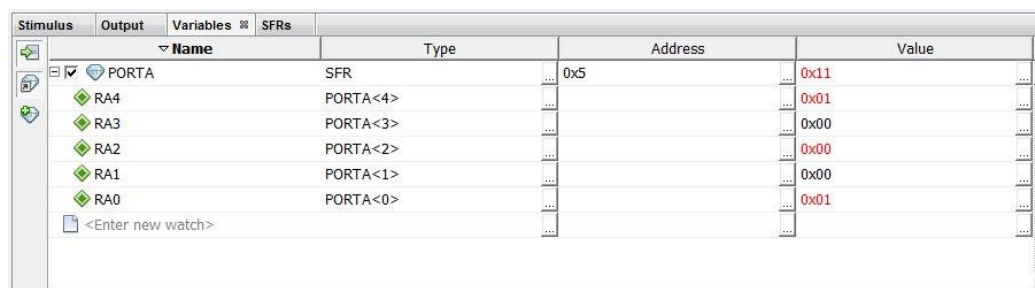 Stimulus Output Variables SFRs
Name Type Address Value
PORTA SFR ... 0x5 ... 0x11 ...
RA4 PORTA<4> ... ... 0x01 ...
RA3 PORTA<3> ... ... 0x00 ...
RA2 PORTA<2> ... ... 0x00 ...
RA1 PORTA<1> ... ... 0x00 ...
RA0 PORTA<0> ... ... 0x01 ...
<Enter new watch> ... ... ...